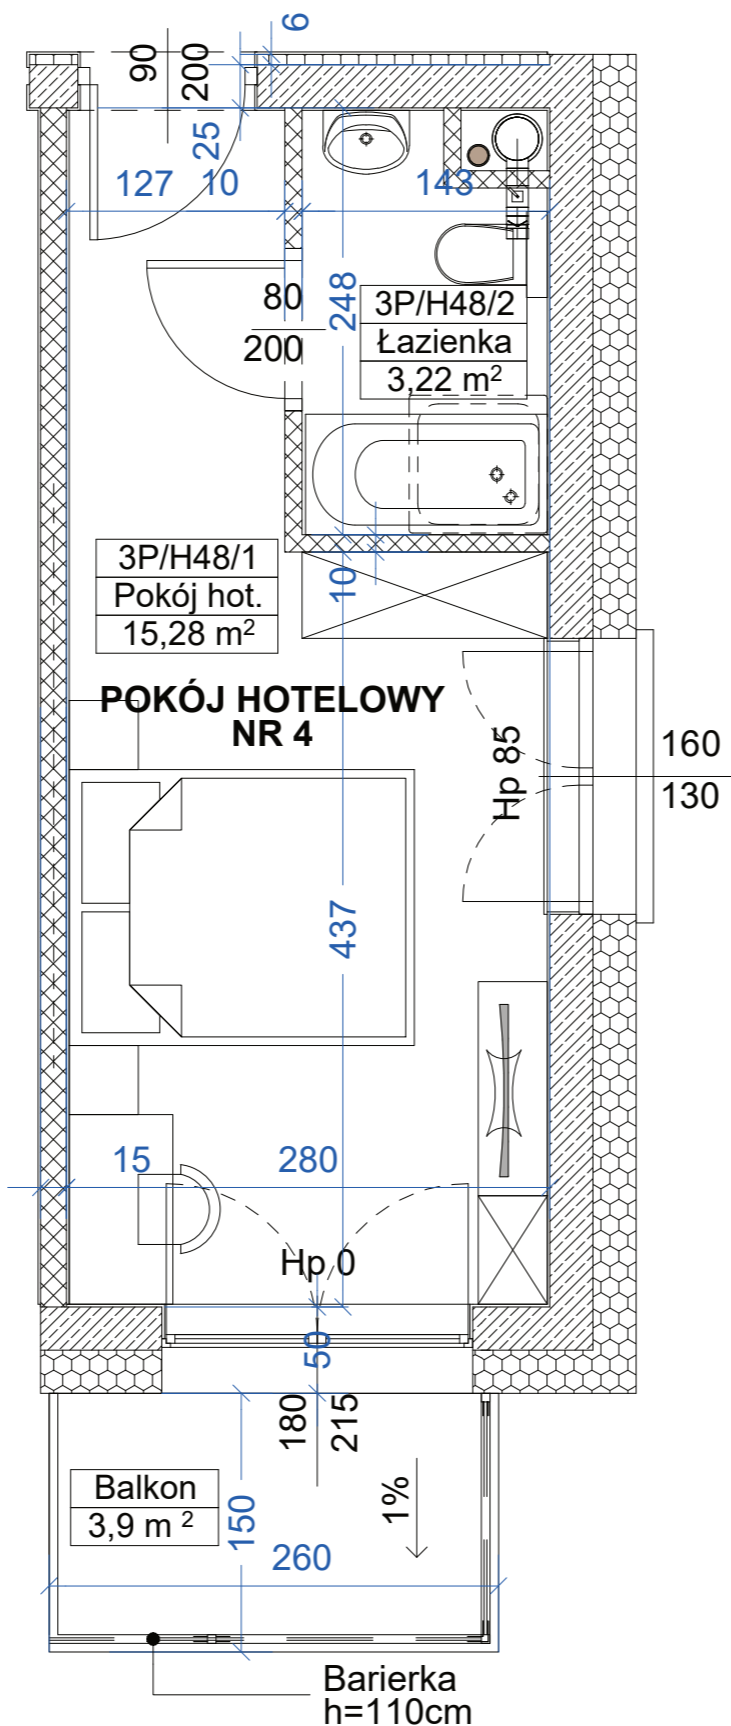 6
90
200
25
127
10
143
80
200
248
3P/H48/2
Łazienka
3,22 m²
10
3P/H48/1
Pokój hot.
15,28 m²
POKÓJ HOTELOWY
NR 4
Hp 85
160
130
437
15
280
Hp 0
50
180
215
Balkon
3,9 m ²
150
1%
260
Barierka
h=110cm